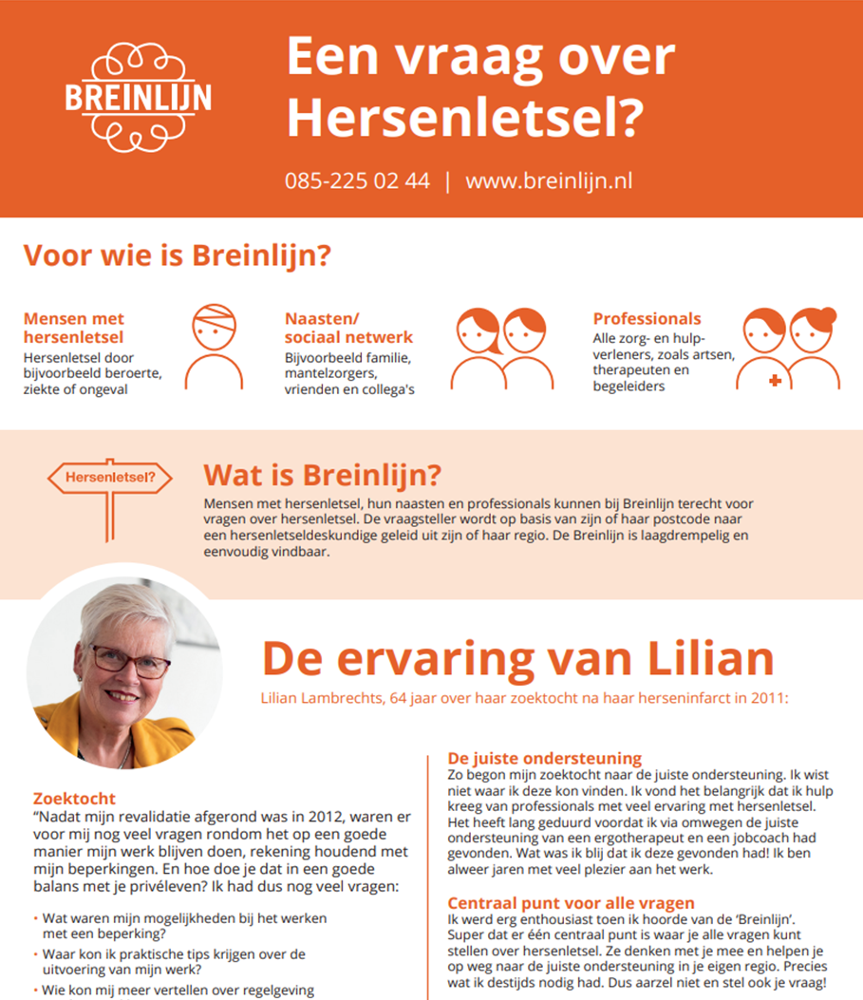 BREINLIJN
Een vraag over
Hersenletsel?
085-225 02 44 | www.breinlijn.nl
Voor wie is Breinlijn?
Mensen met
hersenletsel
Hersenletsel door
bijvoorbeeld beroerte,
ziekte of ongeval
Naasten/
sociaal netwerk
Bijvoorbeeld familie,
mantelzorgers,
vrienden en collega's
Professionals
Alle zorg- en hulp-
verleners, zoals artsen,
therapeuten en
begeleiders
Hersenletsel?
Wat is Breinlijn?
Mensen met hersenletsel, hun naasten en professionals kunnen bij Breinlijn terecht voor
vragen over hersenletsel. De vraagsteller wordt op basis van zijn of haar postcode naar
een hersenletseldeskundige geleid uit zijn of haar regio. De Breinlijn is laagdrempelig en
eenvoudig vindbaar.
De ervaring van Lilian
Lilian Lambrechts, 64 jaar over haar zoektocht na haar herseninfarct in 2011:
Zoektocht
“Nadat mijn revalidatie afgerond was in 2012, waren er
voor mij nog veel vragen rondom het op een goede
manier mijn werk blijven doen, rekening houdend met
mijn beperkingen. En hoe doe je dat in een goede
balans met je privéleven? Ik had dus nog veel vragen:
• Wat waren mijn mogelijkheden bij het werken
met een beperking?
• Waar kon ik praktische tips krijgen over de
uitvoering van mijn werk?
• Wie kon mij meer vertellen over regelgeving
De juiste ondersteuning
Zo begon mijn zoektocht naar de juiste ondersteuning. Ik wist
niet waar ik deze kon vinden. Ik vond het belangrijk dat ik hulp
kreeg van professionals met veel ervaring met hersenletsel.
Het heeft lang geduurd voordat ik via omwegen de juiste
ondersteuning van een ergotherapeut en een jobcoach had
gevonden. Wat was ik blij dat ik deze gevonden had! Ik ben
alweer jaren met veel plezier aan het werk.
Centraal punt voor alle vragen
Ik werd erg enthousiast toen ik hoorde van de ‘Breinlijn’.
Super dat er één centraal punt is waar je alle vragen kunt
stellen over hersenletsel. Ze denken met je mee en helpen je
op weg naar de juiste ondersteuning in je eigen regio. Precies
wat ik destijds nodig had. Dus aarzel niet en stel ook je vraag!